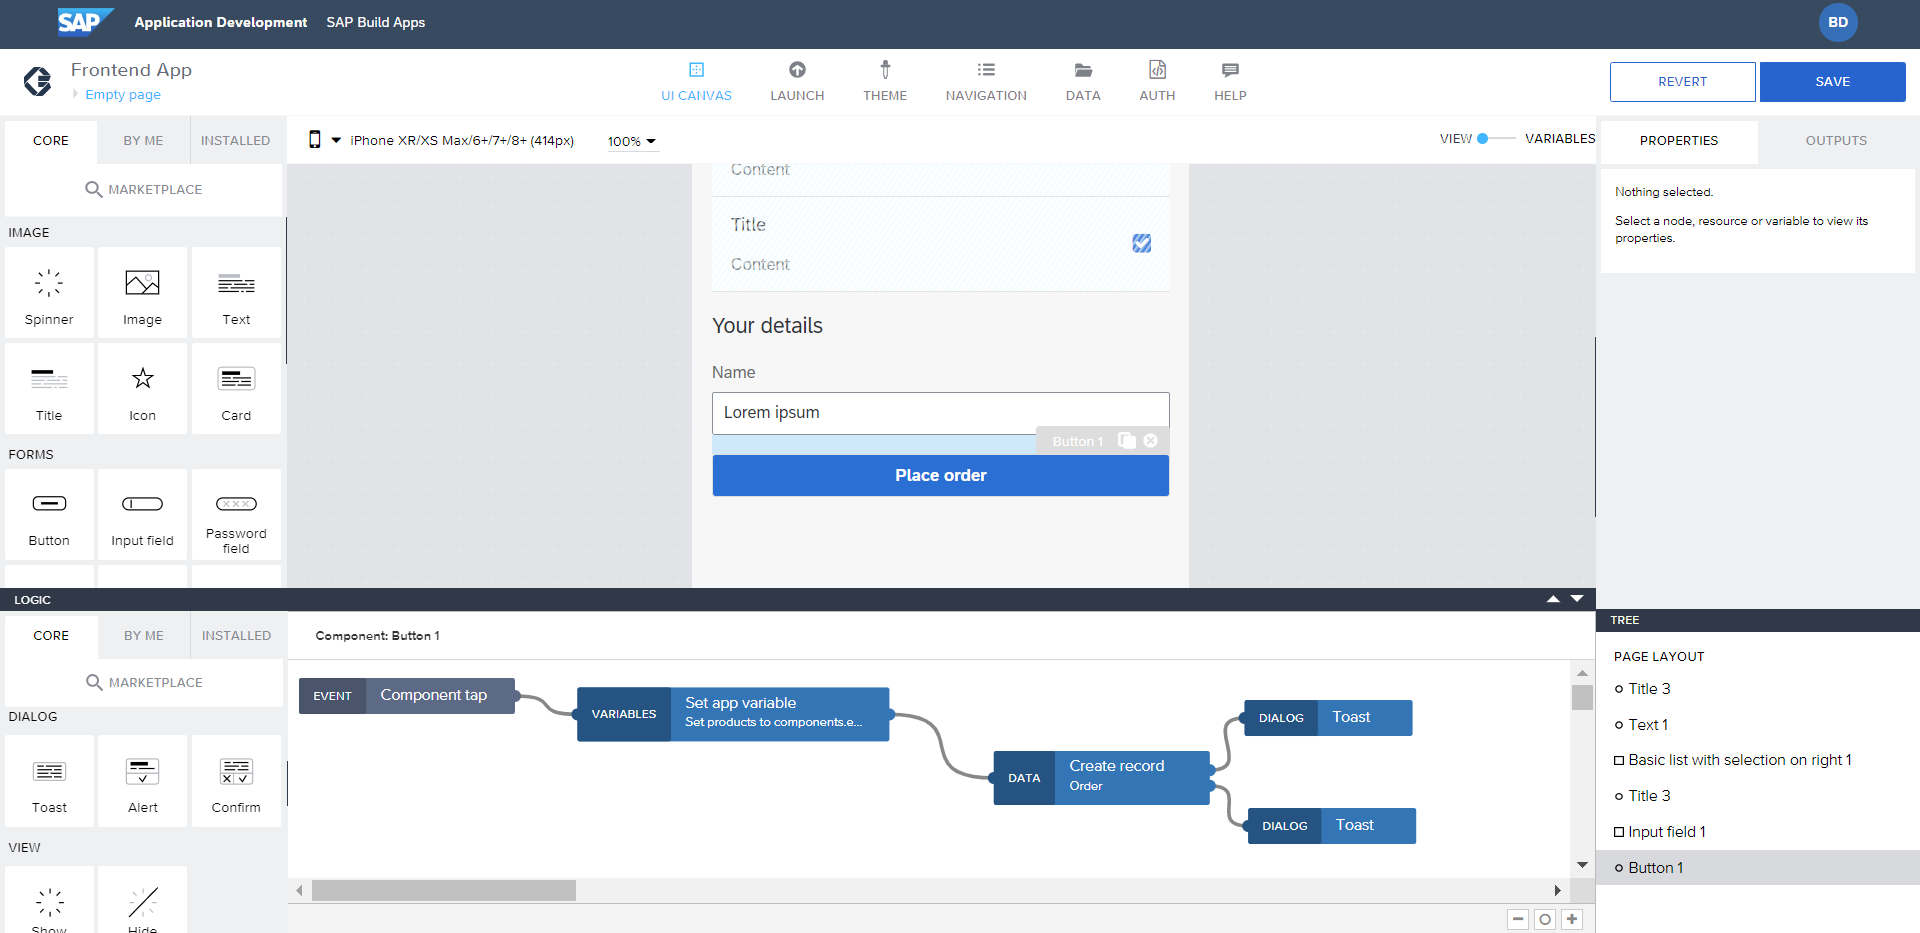 SAP Application Development SAP Build Apps BD
Frontend App
Empty page
UI CANVAS LAUNCH THEME NAVIGATION DATA AUTH HELP
REVERT SAVE
CORE BY ME INSTALLED
iPhone XR/XS Max/6+/7+/8+ (414px) 100%
VIEW VARIABLES
PROPERTIES OUTPUTS
MARKETPLACE
IMAGE
Spinner Image Text
Title Icon Card
FORMS
Button Input field Password field
Content
Title
Content
Your details
Name
Lorem ipsum
Button 1
Place order
Nothing selected.
Select a node, resource or variable to view its
properties.
LOGIC
CORE BY ME INSTALLED
MARKETPLACE
DIALOG
Toast Alert Confirm
VIEW
Show Hide
Component: Button 1
EVENT Component tap
VARIABLES Set app variable
Set products to components.e...
DATA Create record
Order
DIALOG Toast
DIALOG Toast
TREE
PAGE LAYOUT
Title 3
Text 1
Basic list with selection on right 1
Title 3
Input field 1
Button 1